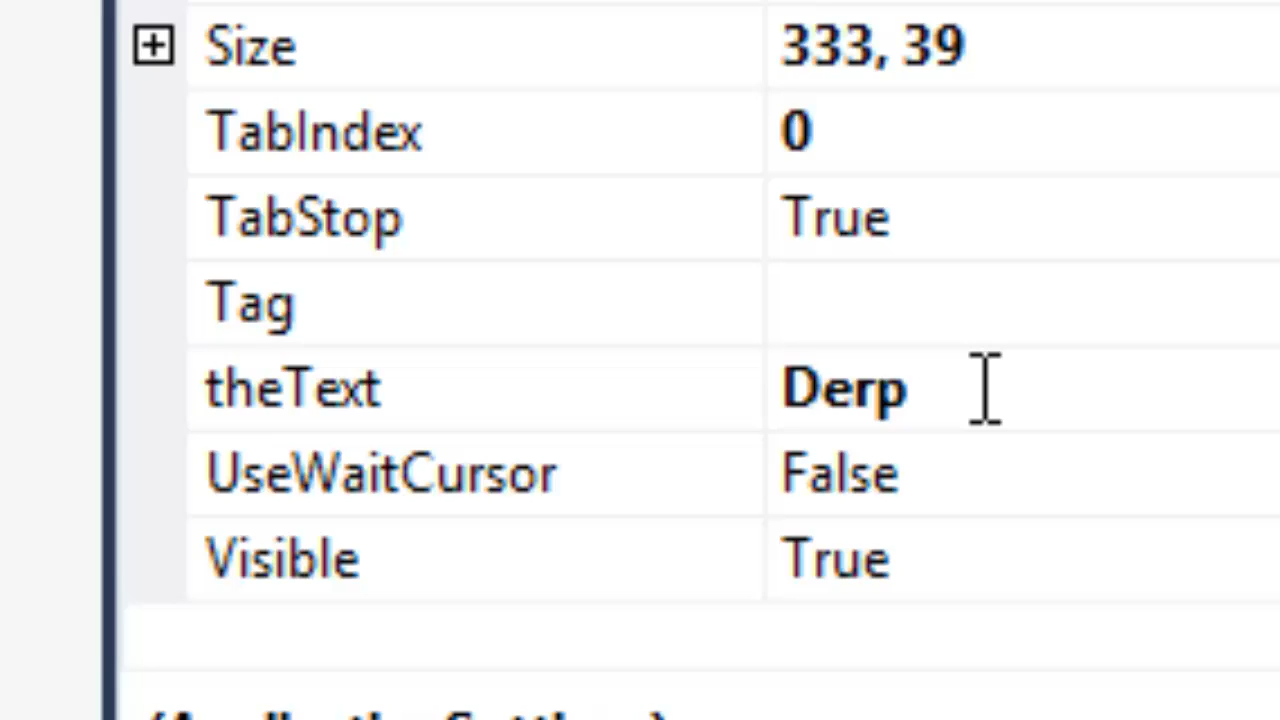 Size 333, 39
TabIndex 0
TabStop True
Tag
theText Derp
UseWaitCursor False
Visible True